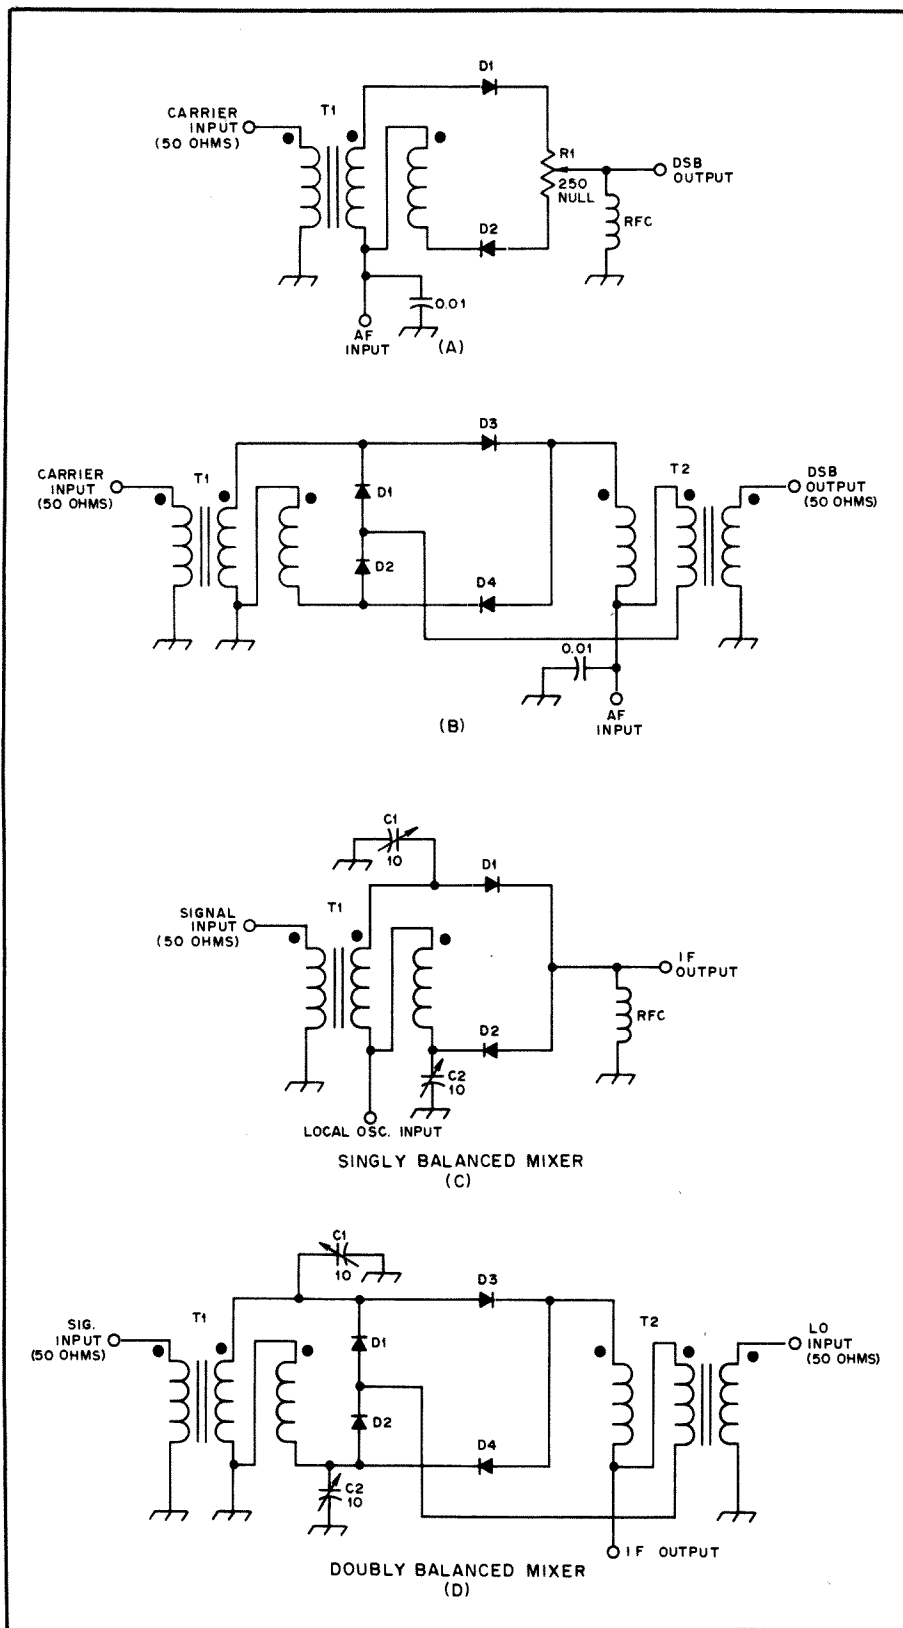 D1
T1
CARRIER
INPUT
(50 OHMS)
R1
250
NULL
DSB
OUTPUT
RFC
D2
0.01
AF
INPUT
(A)
D3
CARRIER
INPUT
(50 OHMS)
T1
T2
DSB
OUTPUT
(50 OHMS)
D1
D2
D4
0.01
AF
INPUT
(B)
C1
10
D1
T1
SIGNAL
INPUT
(50 OHMS)
IF
OUTPUT
RFC
D2
C2
10
LOCAL OSC. INPUT
SINGLY BALANCED MIXER
(C)
C1
10
D3
SIG.
INPUT
(50 OHMS)
T1
T2
LO
INPUT
(50 OHMS)
D1
D2
D4
C2
10
IF OUTPUT
DOUBLY BALANCED MIXER
(D)